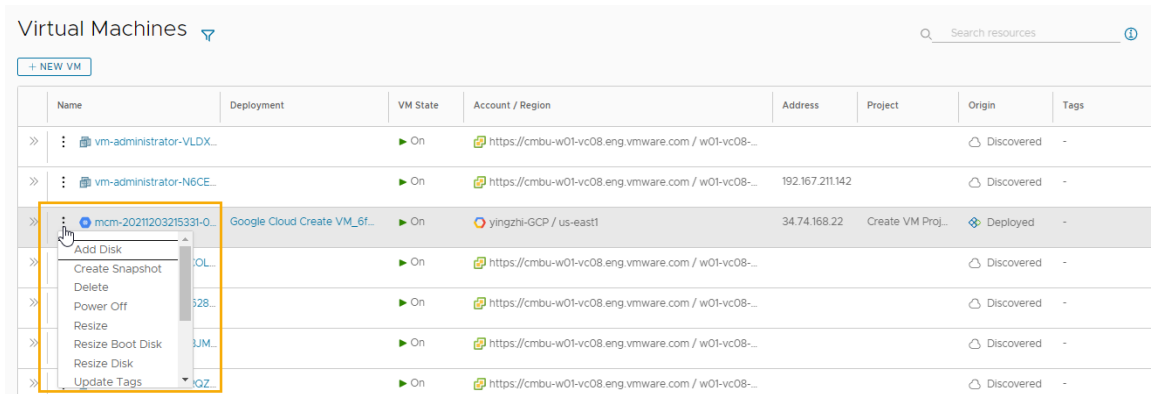 Virtual Machines
Search resources
+ NEW VM
Name Deployment VM State Account / Region Address Project Origin Tags
vm-administrator-VLDX... On https://cmbu-w01-vc08.eng.vmware.com / w01-vc08-... Discovered -
vm-administrator-N6CE... On https://cmbu-w01-vc08.eng.vmware.com / w01-vc08-... 192.167.211.142 Discovered -
mcm-20211203215331-0... Google Cloud Create VM_6f... On yingzhi-GCP / us-east1 34.74.168.22 Create VM Proj... Deployed -
Add Disk
OL... On https://cmbu-w01-vc08.eng.vmware.com / w01-vc08-... Discovered -
Create Snapshot
Delete
Power Off
528... On https://cmbu-w01-vc08.eng.vmware.com / w01-vc08-... Discovered -
Resize
Resize Boot Disk
JM... On https://cmbu-w01-vc08.eng.vmware.com / w01-vc08-... Discovered -
Resize Disk
Update Tags
QZ... On https://cmbu-w01-vc08.eng.vmware.com / w01-vc08-... Discovered -